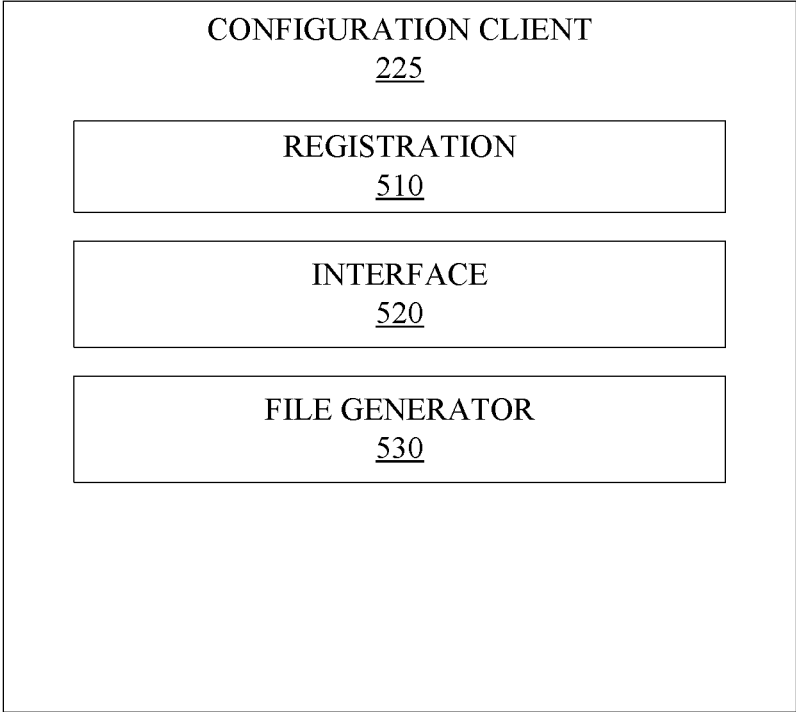 CONFIGURATION CLIENT
225
REGISTRATION
510
INTERFACE
520
FILE GENERATOR
530